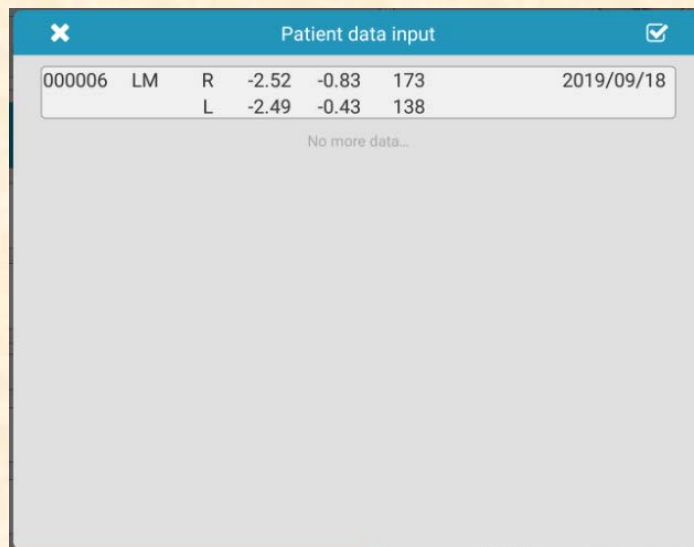 Patient data input
000006 LM R -2.52 -0.83 173 2019/09/18
L -2.49 -0.43 138
No more data...